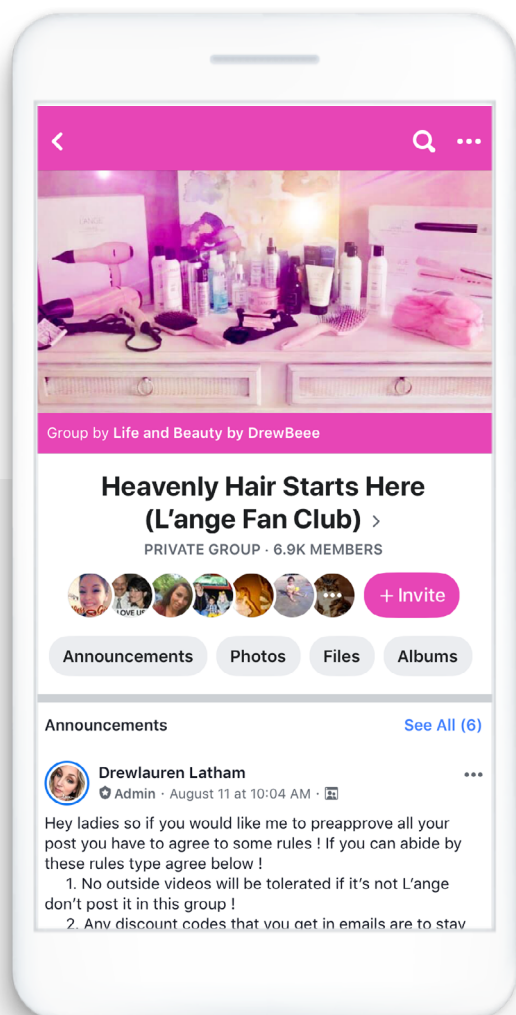 Group by Life and Beauty by DrewBeee
Heavenly Hair Starts Here
(L'ange Fan Club) >
PRIVATE GROUP · 6.9K MEMBERS
LOVE US
+ Invite
Announcements Photos Files Albums
Announcements See All (6)
Drewlauren Latham
Admin · August 11 at 10:04 AM ·
Hey ladies so if you would like me to preapprove all your
post you have to agree to some rules ! If you can abide by
these rules type agree below !
1. No outside videos will be tolerated if it's not L'ange
don't post it in this group !
2. Any discount codes that you get in emails are to stay